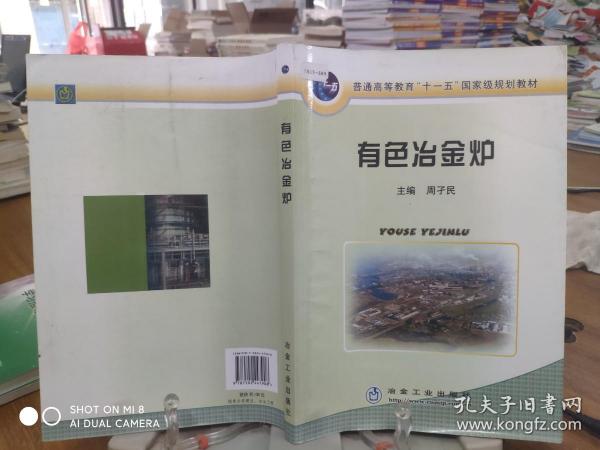 普通高等教育“十一五”国家级规划教材
有色冶金炉
主编 周孑民
YOUSE YEJINLU
冶金工业出版社
有色冶金炉
冶金工业出版社
SHOT ON MI 8
AI DUAL CAMERA
孔夫子旧书网
www.kongfz.com